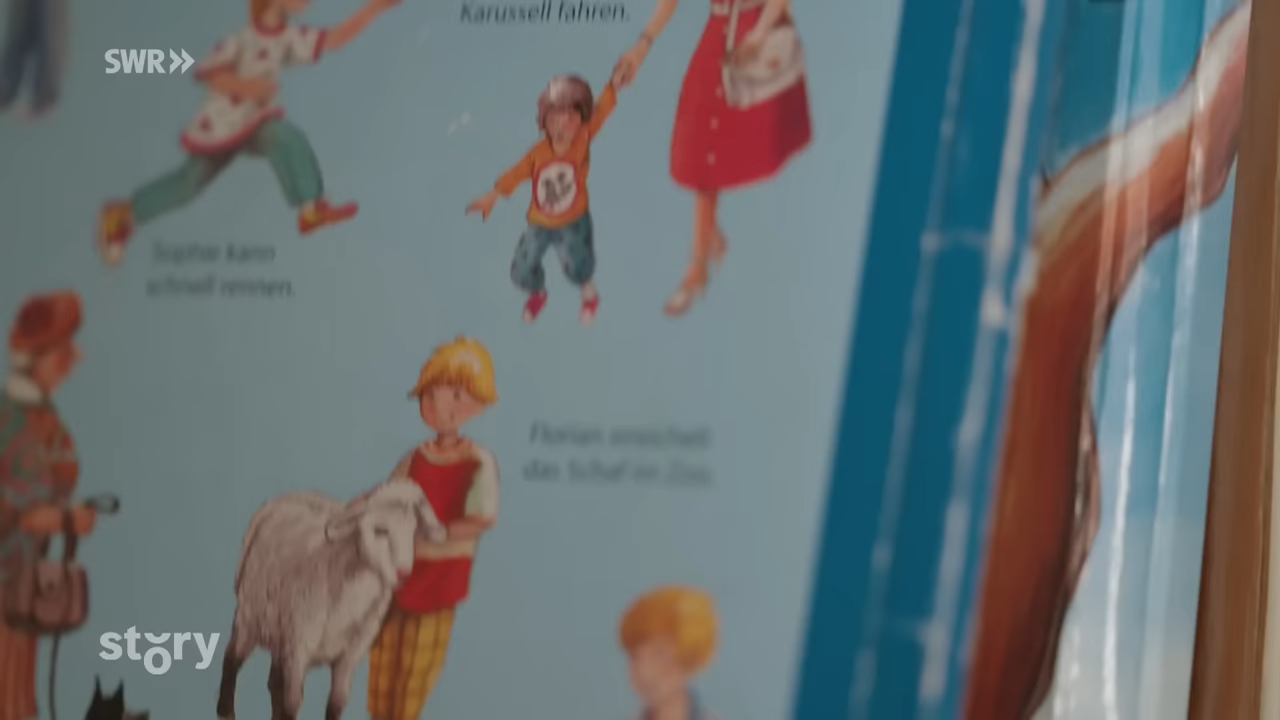 Karussell fahren.
SWR
Sophie kann
schnell rennen.
Florian streichelt
das Schaf im Zoo.
story